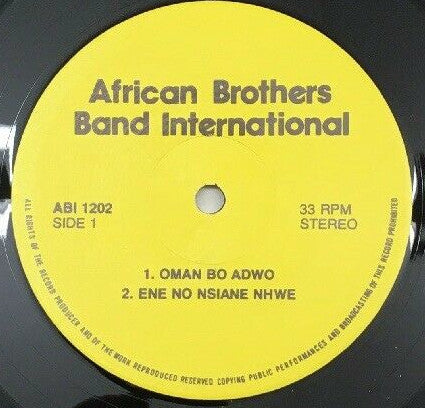 African Brothers
Band International
ABI 1202
SIDE 1
33 RPM
STEREO
1. OMAN BO ADWO
2. ENE NO NSIANE NHWE
ALL RIGHTS OF THE RECORD PRODUCER AND OF THE WORK REPRODUCED RESERVED COPYING PUBLIC PERFORMANCES AND BROADCASTING OF THIS RECORD PROHIBITED